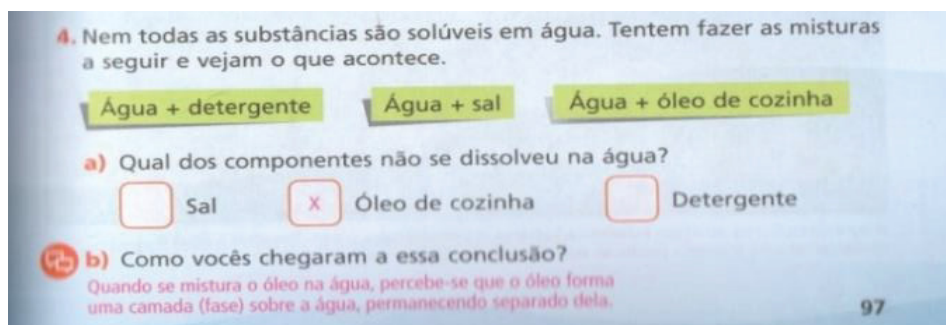 4. Nem todas as substâncias são solúveis em água. Tentem fazer as misturas
a seguir e vejam o que acontece.
Água + detergente Água + sal Água + óleo de cozinha
a) Qual dos componentes não se dissolveu na água?
Sal X Óleo de cozinha Detergente
b) Como vocês chegaram a essa conclusão?
Quando se mistura o óleo na água, percebe-se que o óleo forma
uma camada (fase) sobre a água, permanecendo separado dela.
97